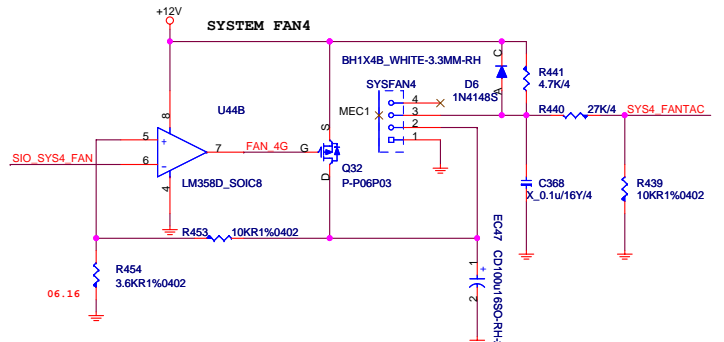 +12V
SYSTEM FAN4
BH1X4B_WHITE-3.3MM-RH
SYSFAN4
MEC1
4
3
2
1
C
D6
1N4148S
A
R441
4.7K/4
R440
27K/4
SYS4_FANTAC
U44B
8
5
+
6
-
7
4
SIO_SYS4_FAN
FAN_4G
LM358D_SOIC8
S
G
D
Q32
P-P06P03
C368
X_0.1u/16Y/4
R439
10KR1%0402
R453
10KR1%0402
R454
3.6KR1%0402
06.16
EC47
CD100u16SO-RH-
1
+
2